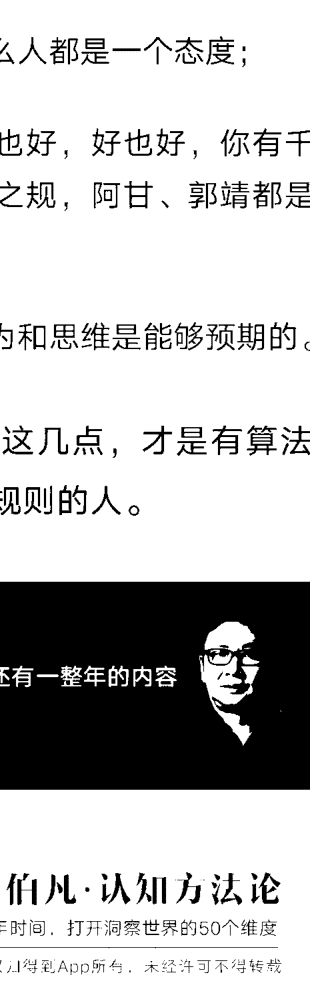 么人都是一个态度；
也好，好也好，你有千
之规，阿甘、郭靖都是
为和思维是能够预期的。
这几点，才是有算法
规则的人。
还有一整年的内容
伯凡·认知方法论
年时间，打开洞察世界的50个维度
权归得到App所有，未经许可不得转载